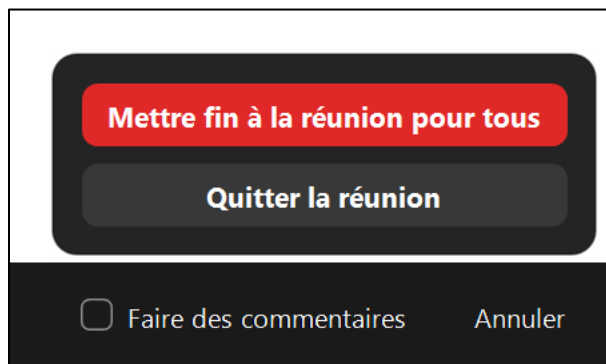 Mettre fin à la réunion pour tous
Quitter la réunion
Faire des commentaires Annuler